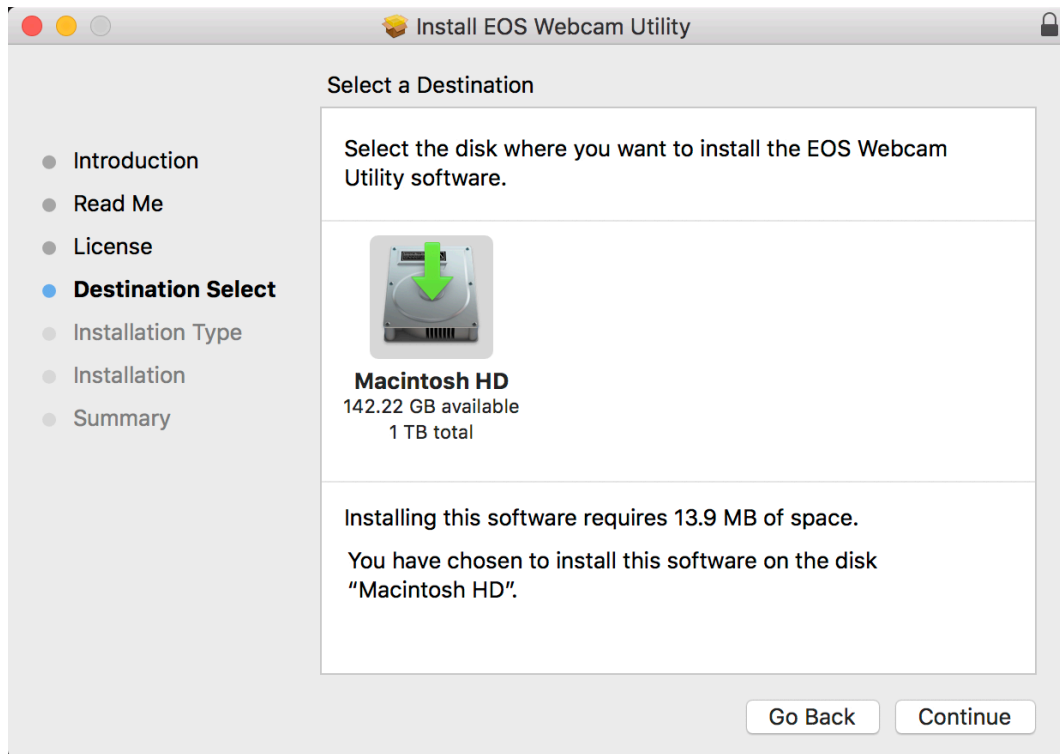 Install EOS Webcam Utility
Select a Destination
Introduction
Read Me
License
Destination Select
Installation Type
Installation
Summary
Select the disk where you want to install the EOS Webcam
Utility software.
Macintosh HD
142.22 GB available
1 TB total
Installing this software requires 13.9 MB of space.
You have chosen to install this software on the disk
“Macintosh HD”.
Go Back
Continue